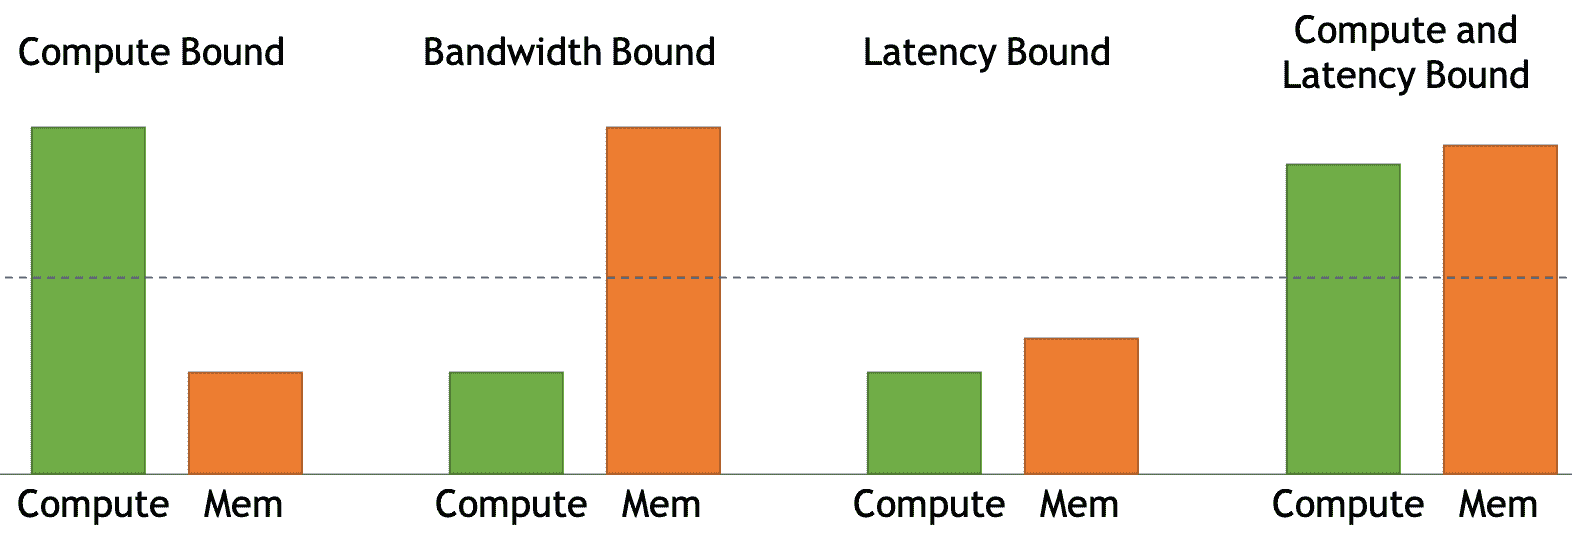 Compute Bound
Bandwidth Bound
Latency Bound
Compute and
Latency Bound
Compute Mem
Compute Mem
Compute Mem
Compute Mem